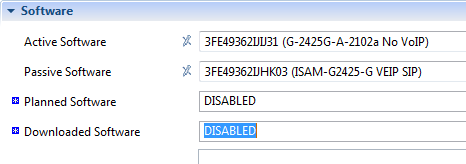 Software
Active Software 3FE49362IJIJ31 (G-2425G-A-2102a No VoIP)
Passive Software 3FE49362IJHK03 (ISAM-G2425-G VEIP SIP)
Planned Software DISABLED
Downloaded Software DISABLED